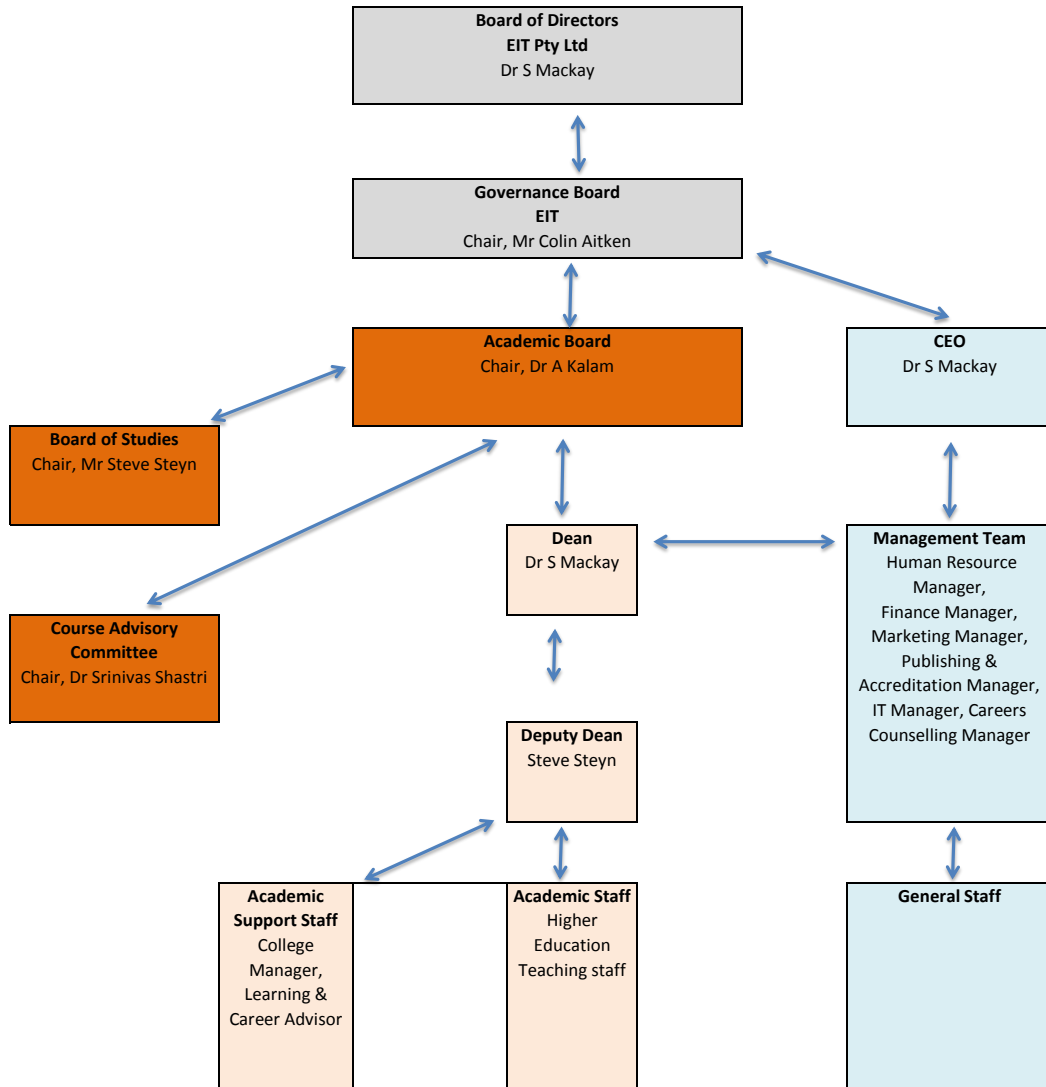 Board of Directors
EIT Pty Ltd
Dr S Mackay
Governance Board
EIT
Chair, Mr Colin Aitken
Academic Board
Chair, Dr A Kalam
CEO
Dr S Mackay
Board of Studies
Chair, Mr Steve Steyn
Dean
Dr S Mackay
Management Team
Human Resource
Manager,
Finance Manager,
Marketing Manager,
Publishing &
Accreditation Manager,
IT Manager, Careers
Counselling Manager
Course Advisory
Committee
Chair, Dr Srinivas Shastri
Deputy Dean
Steve Steyn
Academic
Support Staff
College
Manager,
Learning &
Career Advisor
Academic Staff
Higher
Education
Teaching staff
General Staff